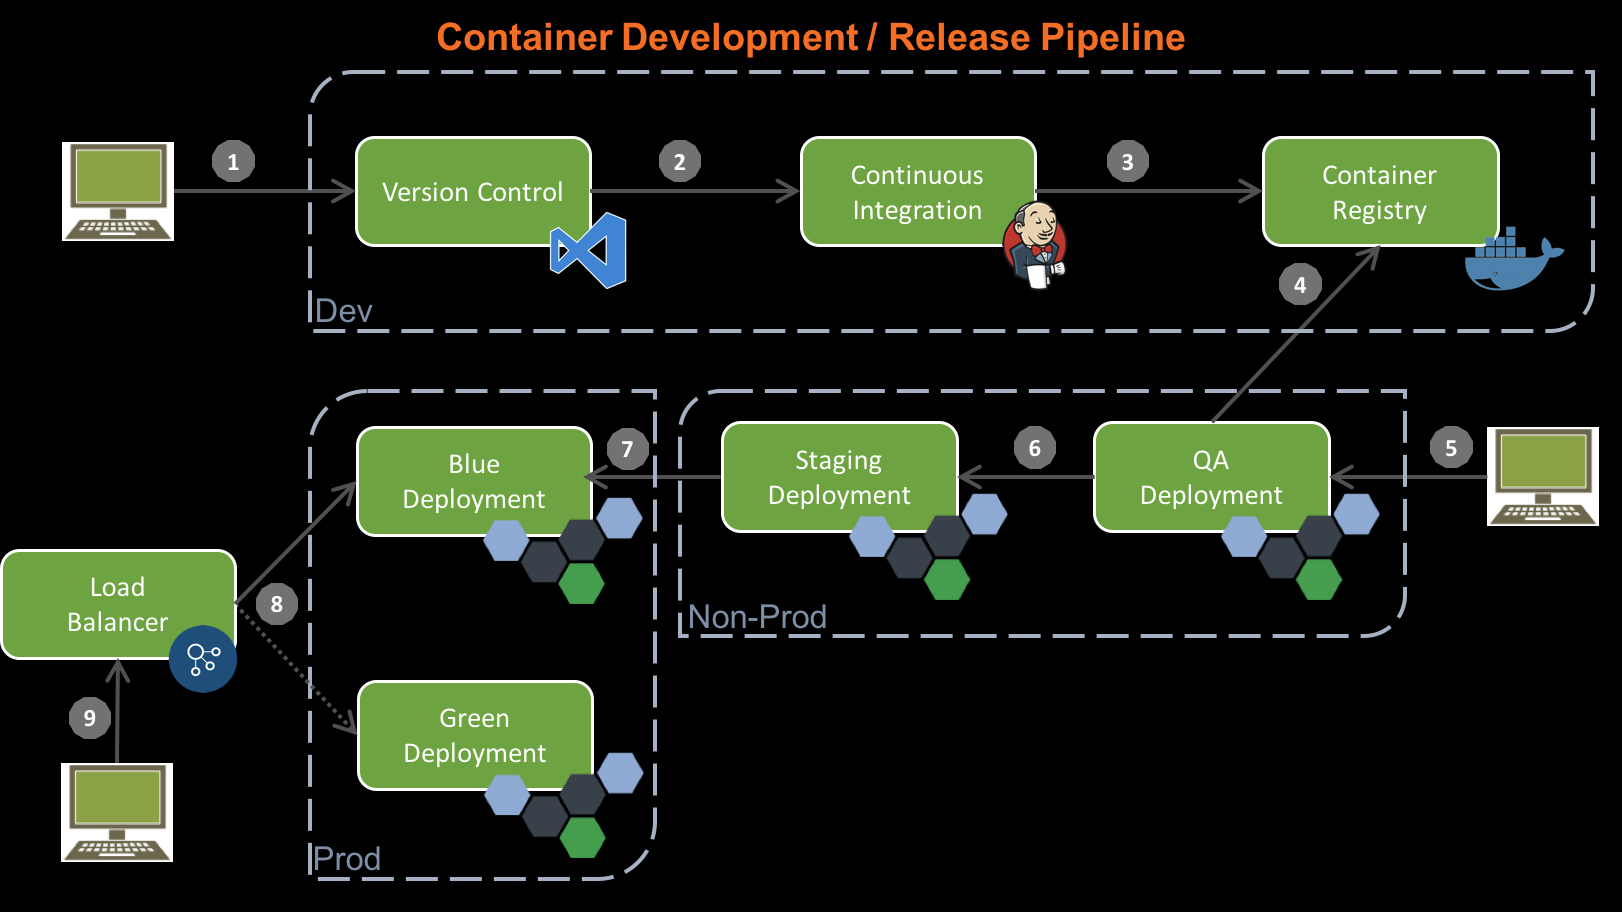 Container Development / Release Pipeline
1
2
3
Version Control
Continuous
Integration
Container
Registry
4
Dev
Blue
Deployment
7
Staging
Deployment
6
QA
Deployment
5
Load
Balancer
8
Non-Prod
9
Green
Deployment
Prod